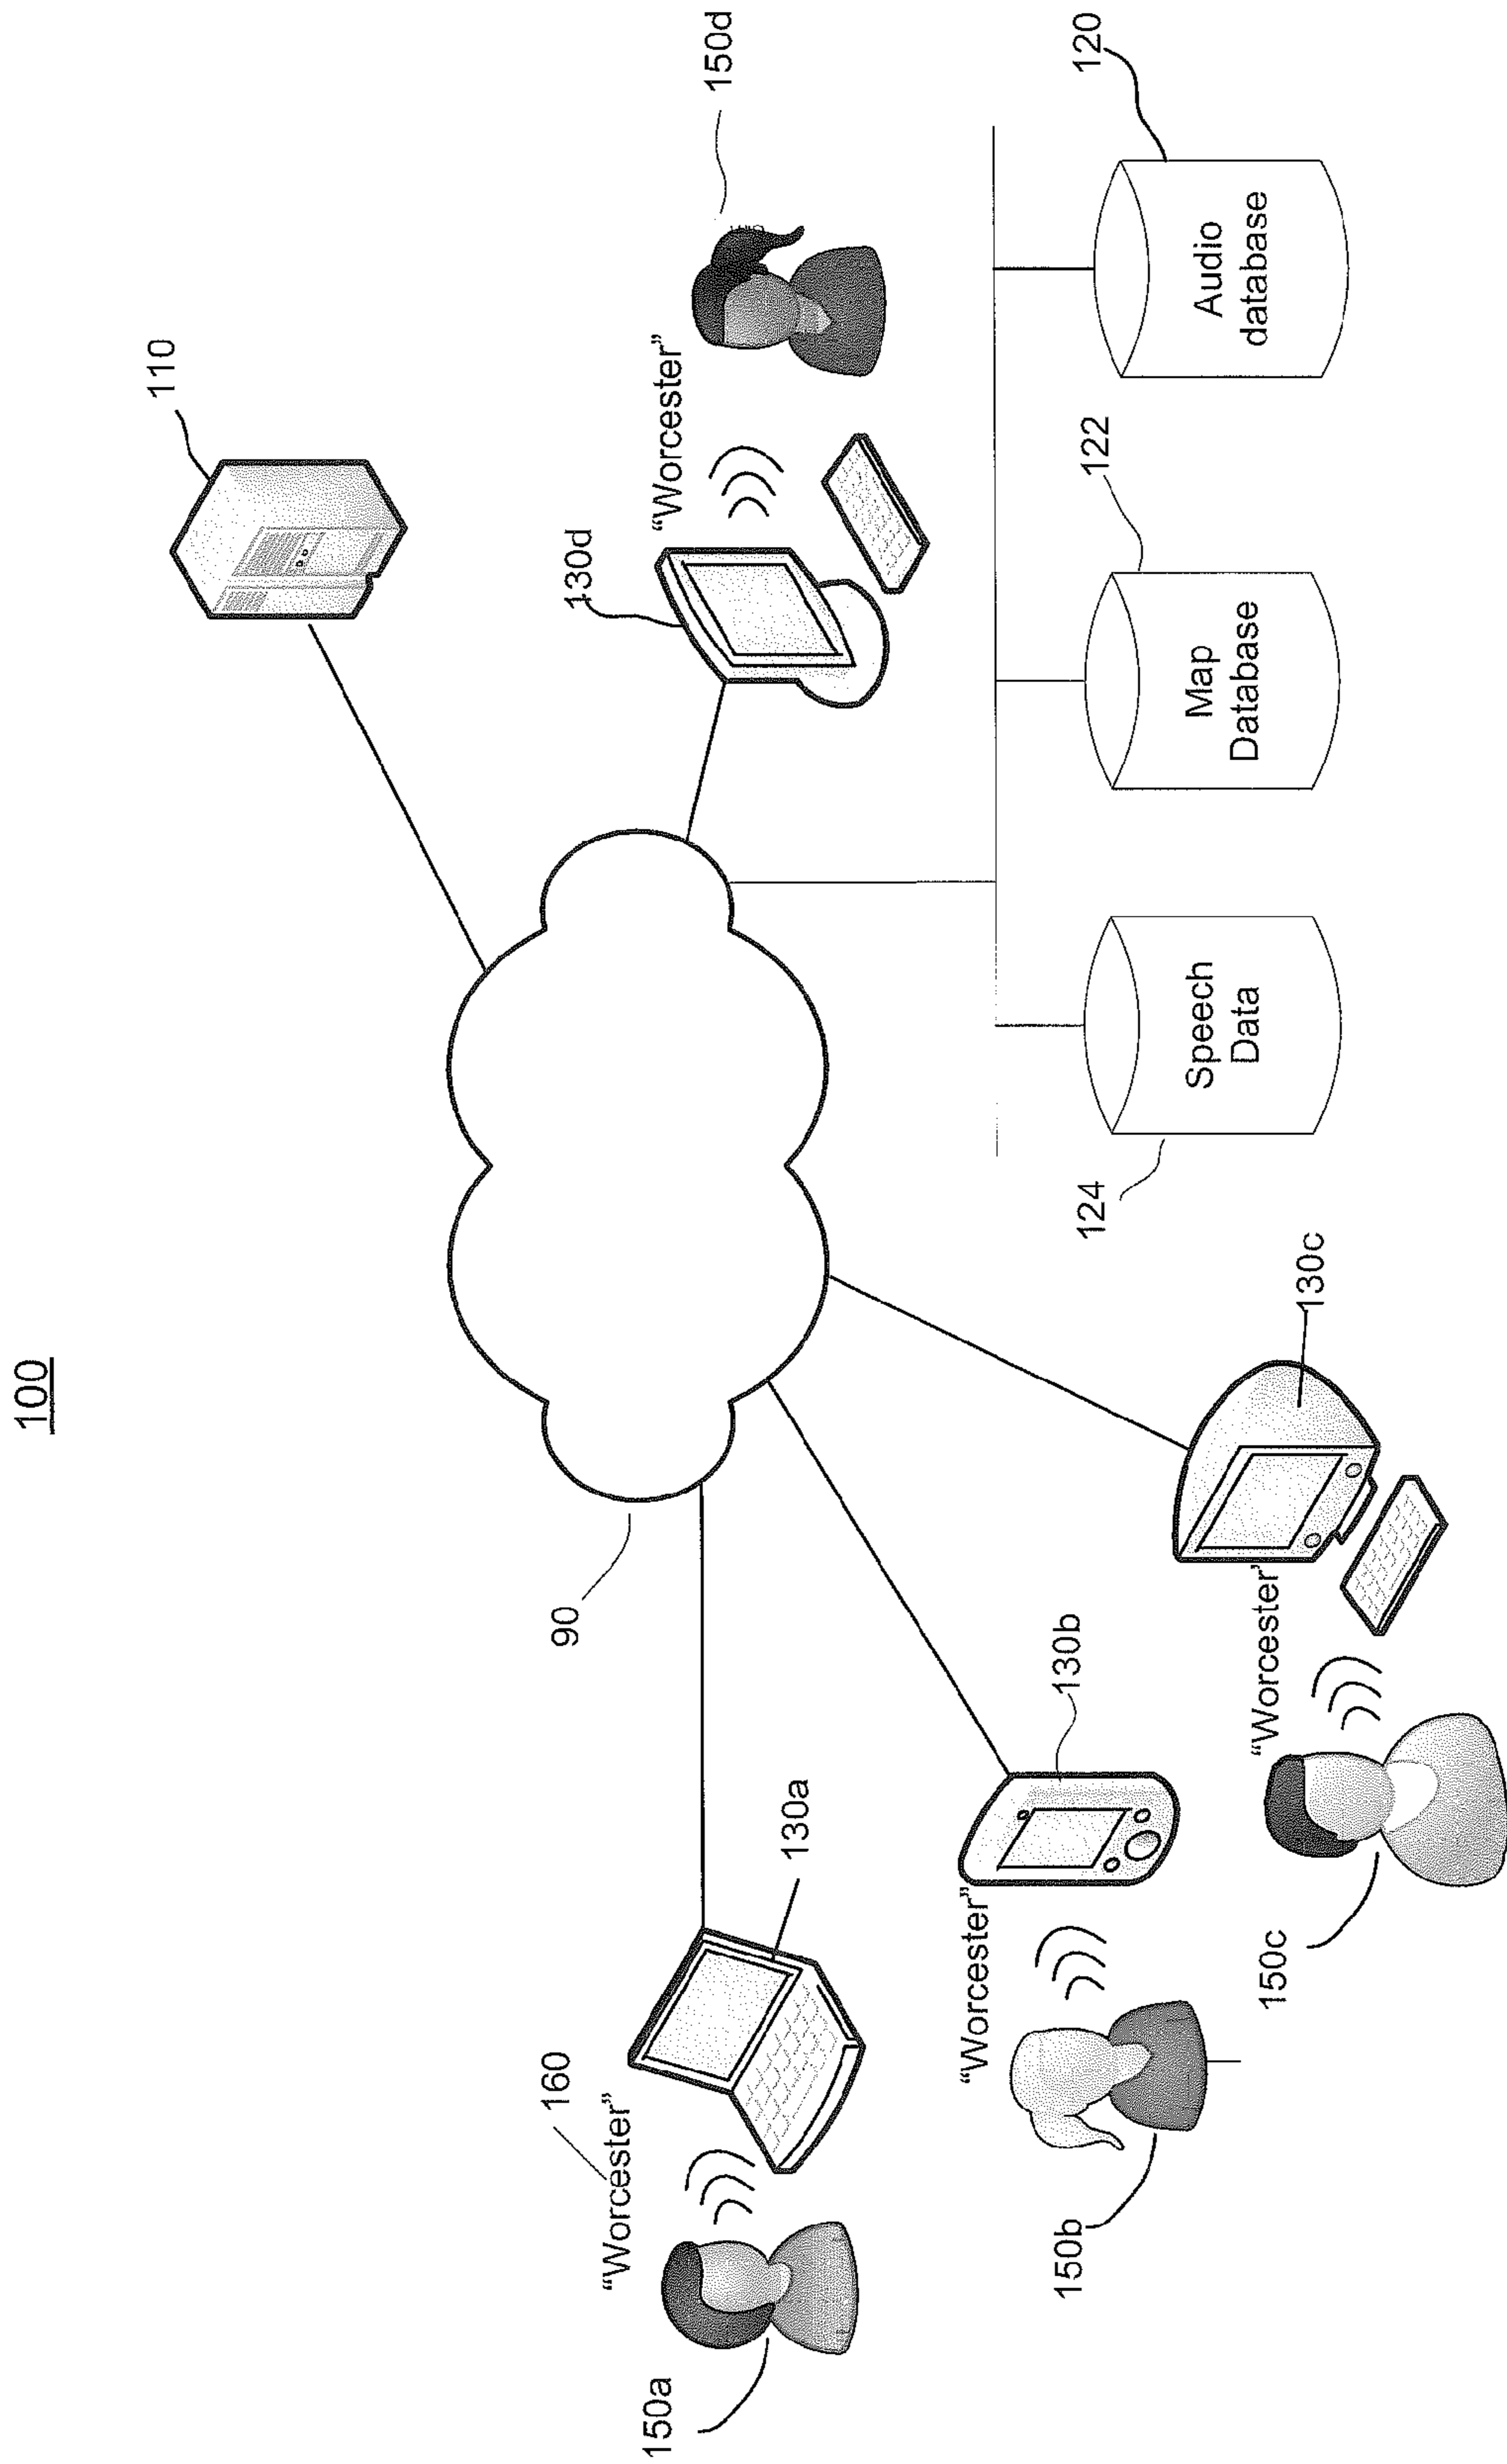 100
110
150d
"Worcester"
130d
120
Audio
database
122
Map
Database
124
Speech
Data
90
130c
"Worcester'
150c
130b
"Worcester"
150b
130a
160
"Worcester"
150a